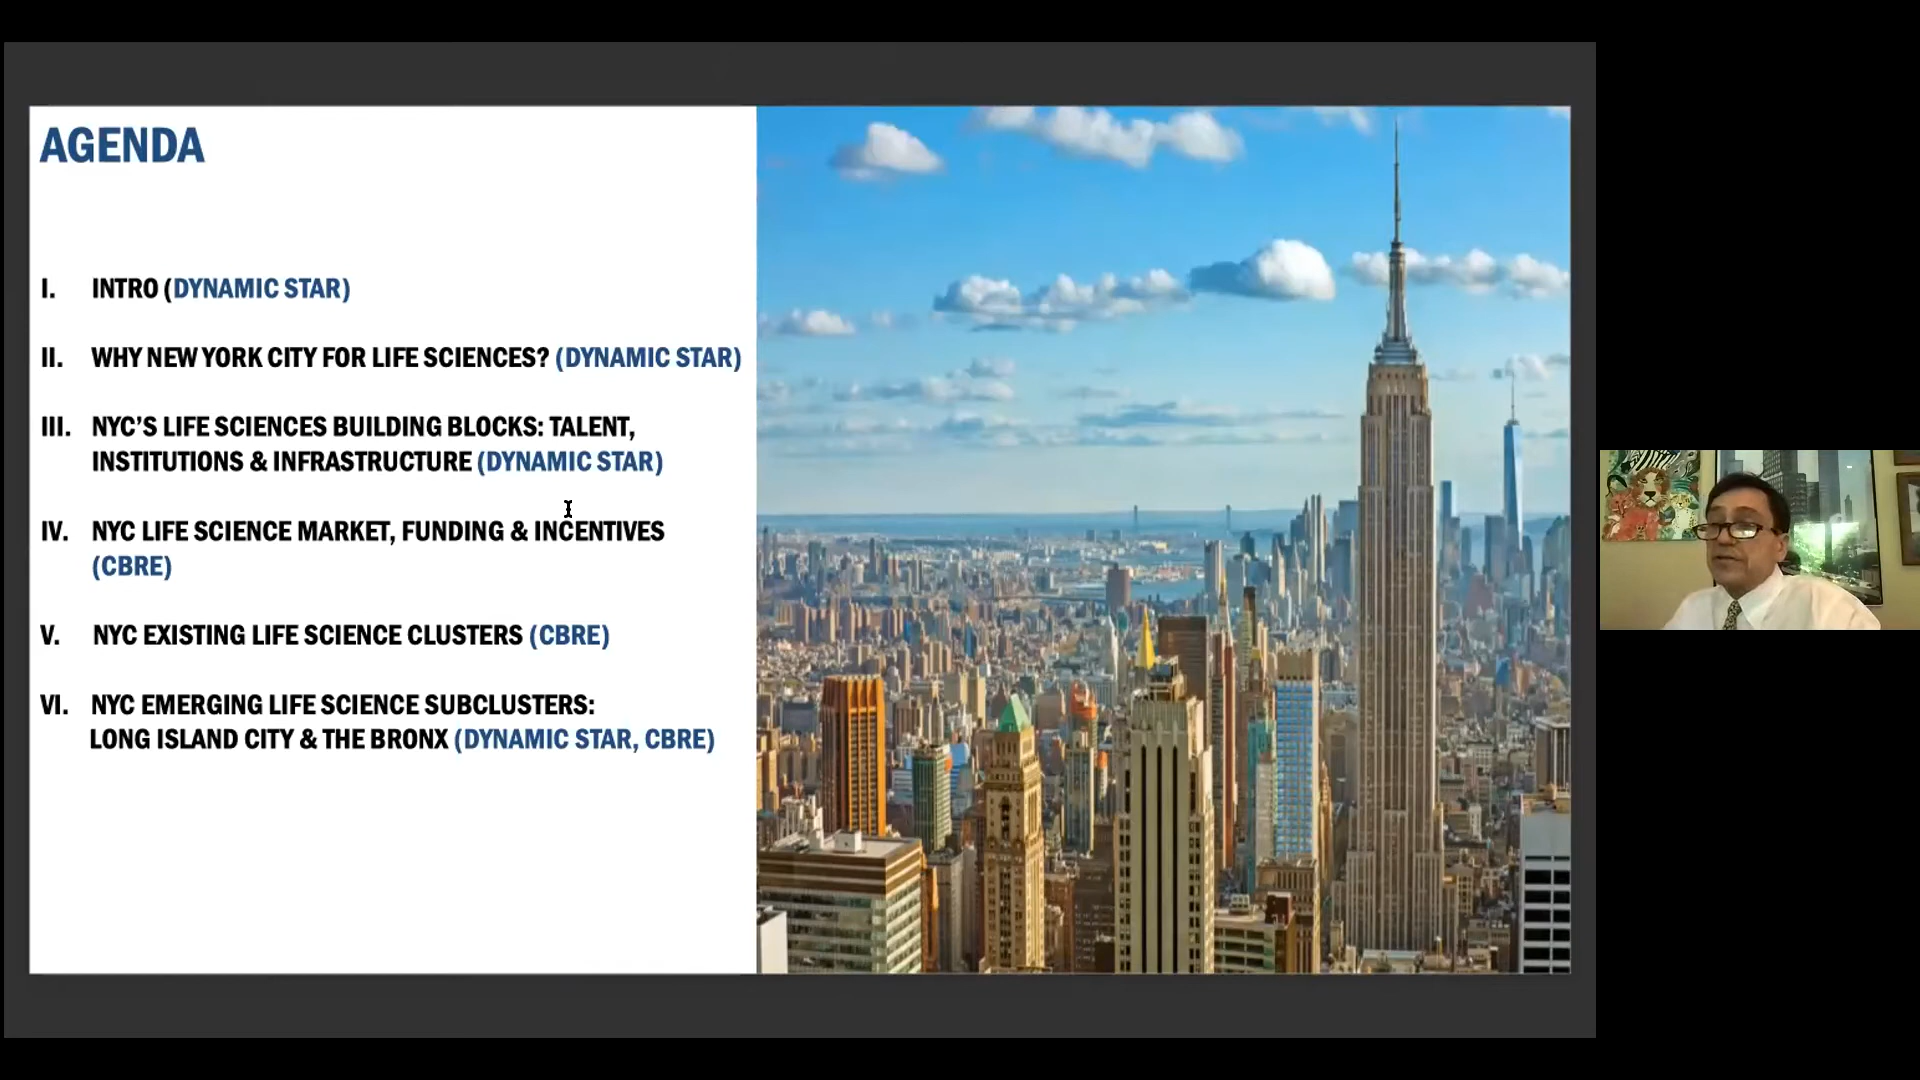 AGENDA
I. INTRO (DYNAMIC STAR)
II. WHY NEW YORK CITY FOR LIFE SCIENCES? (DYNAMIC STAR)
III. NYC’S LIFE SCIENCES BUILDING BLOCKS: TALENT,
INSTITUTIONS & INFRASTRUCTURE (DYNAMIC STAR)
IV. NYC LIFE SCIENCE MARKET, FUNDING & INCENTIVES
(CBRE)
V. NYC EXISTING LIFE SCIENCE CLUSTERS (CBRE)
VI. NYC EMERGING LIFE SCIENCE SUBCLUSTERS:
LONG ISLAND CITY & THE BRONX (DYNAMIC STAR, CBRE)